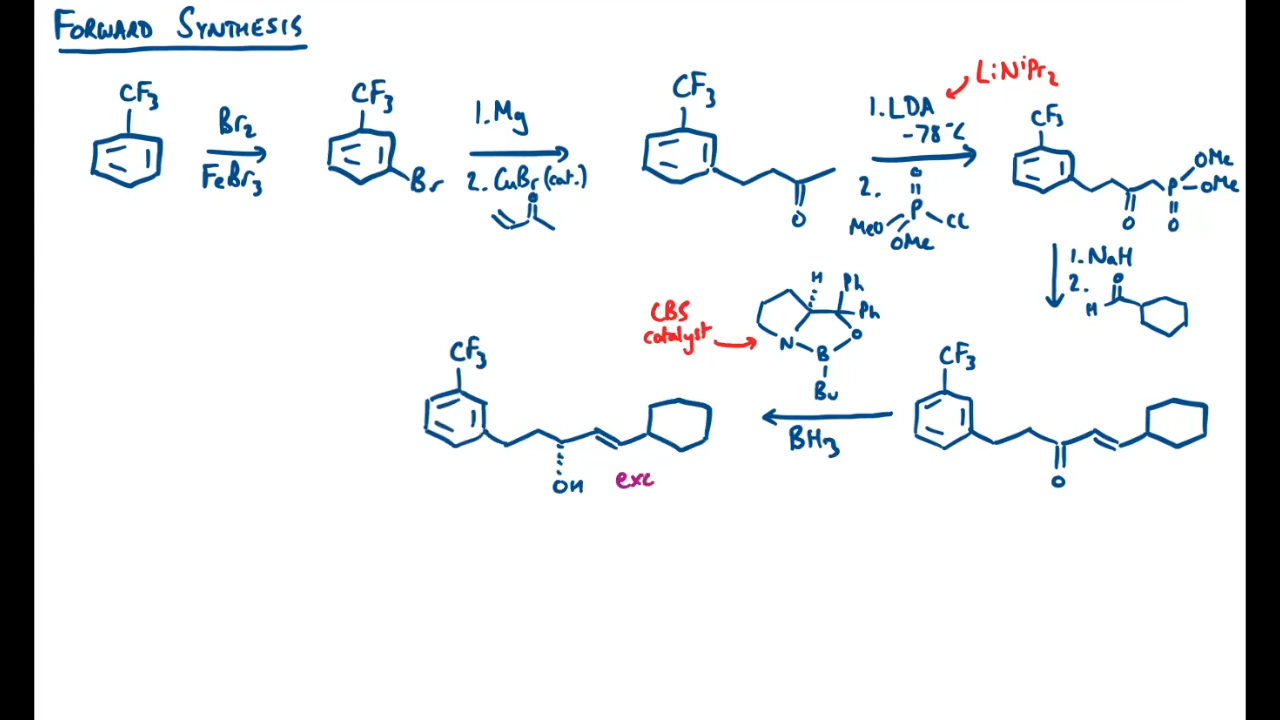 FORWARD SYNTHESIS
CF3
Br2
FeBr3
CF3
Br
1. Mg
2. CuBr (cat.)
O
CF3
O
1. LDA
-78°C
LiNiPr2
2.
O
P
MeO
Cl
OMe
CF3
OMe
P
OMe
O
O
1. NaH
2.
O
H
CF3
O
CBS
catalyst
H
Ph
Ph
N
O
B
Bu
BH3
CF3
OH
exc